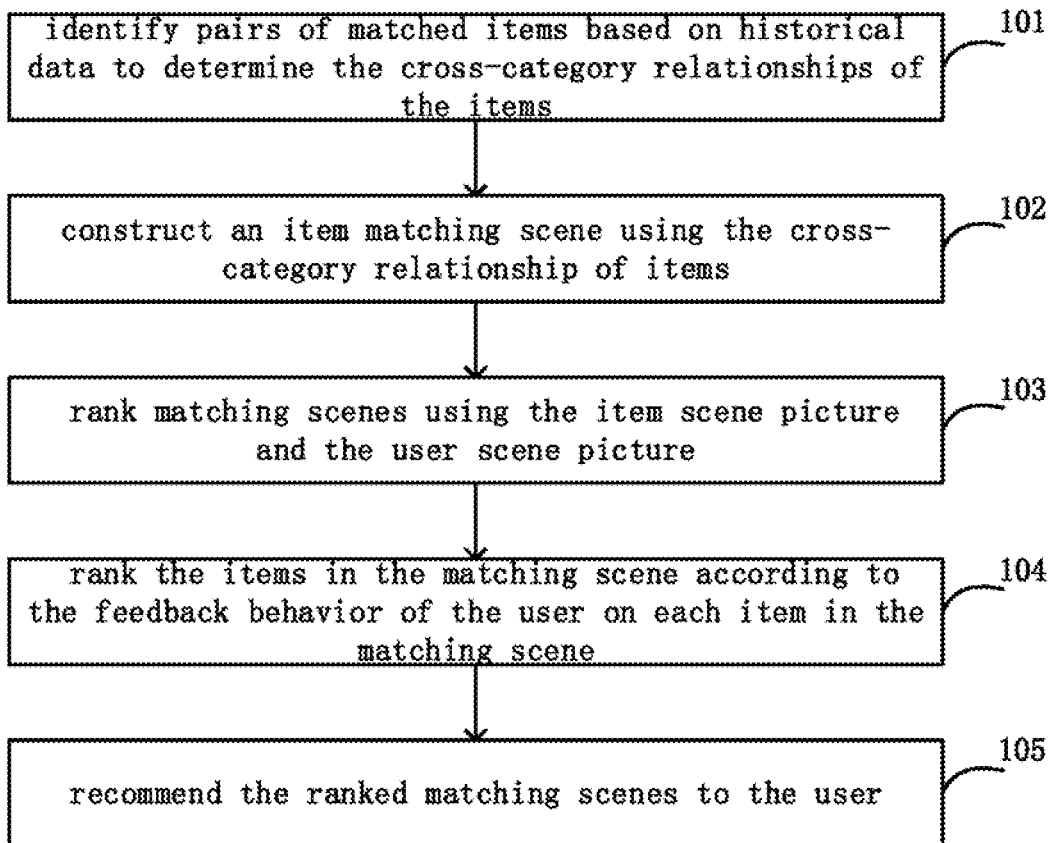 identify pairs of matched items based on historical
data to determine the cross-category relationships of
the items
101
construct an item matching scene using the cross-
category relationship of items
102
rank matching scenes using the item scene picture
and the user scene picture
103
rank the items in the matching scene according to
the feedback behavior of the user on each item in the
matching scene
104
recommend the ranked matching scenes to the user
105